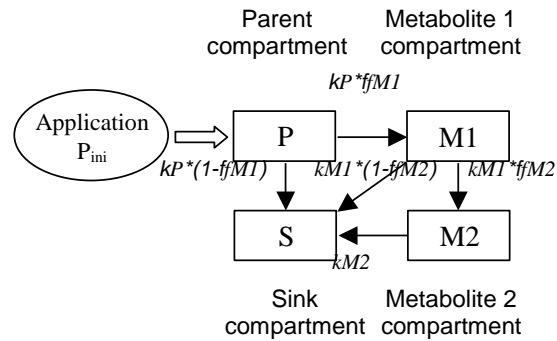 Parent
compartment
Metabolite 1
compartment
kP*ffM1
Application
P_ini
P
M1
kP*(1-ffM1)
kM1*(1-ffM2)
kM1*ffM2
S
M2
kM2
Sink
compartment
Metabolite 2
compartment